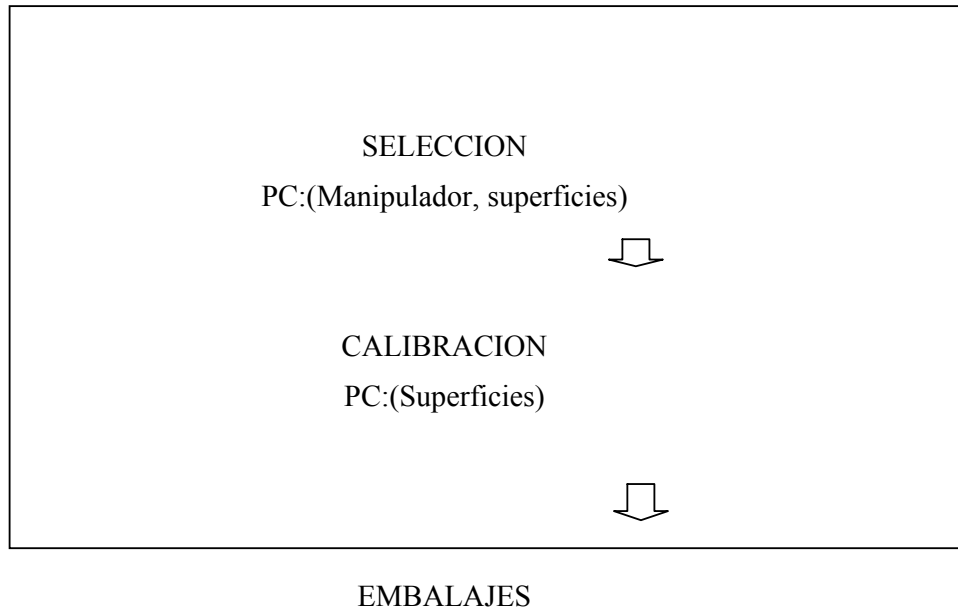 SELECCION
PC:(Manipulador, superficies)
CALIBRACION
PC:(Superficies)
EMBALAJES